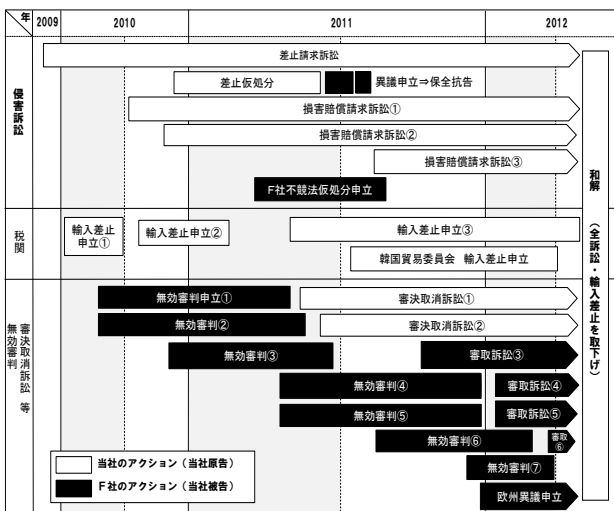 年
2009
2010
2011
2012
侵害訴訟
差止請求訴訟
差止仮処分
異議申立⇒保全抗告
損害賠償請求訴訟①
損害賠償請求訴訟②
損害賠償請求訴訟③
F社不競法仮処分申立
税関
輸入差止
申立①
輸入差止申立②
輸入差止申立③
韓国貿易委員会 輸入差止申立
審決取消訴訟 等
無効審判
無効審判申立①
審決取消訴訟①
無効審判②
審決取消訴訟②
無効審判③
審取訴訟③
無効審判④
審取訴訟④
無効審判⑤
審取訴訟⑤
無効審判⑥
審取
⑥
無効審判⑦
欧州異議申立
当社のアクション（当社原告）
F社のアクション（当社被告）
和解（全訴訟・輸入差止を取下げ）